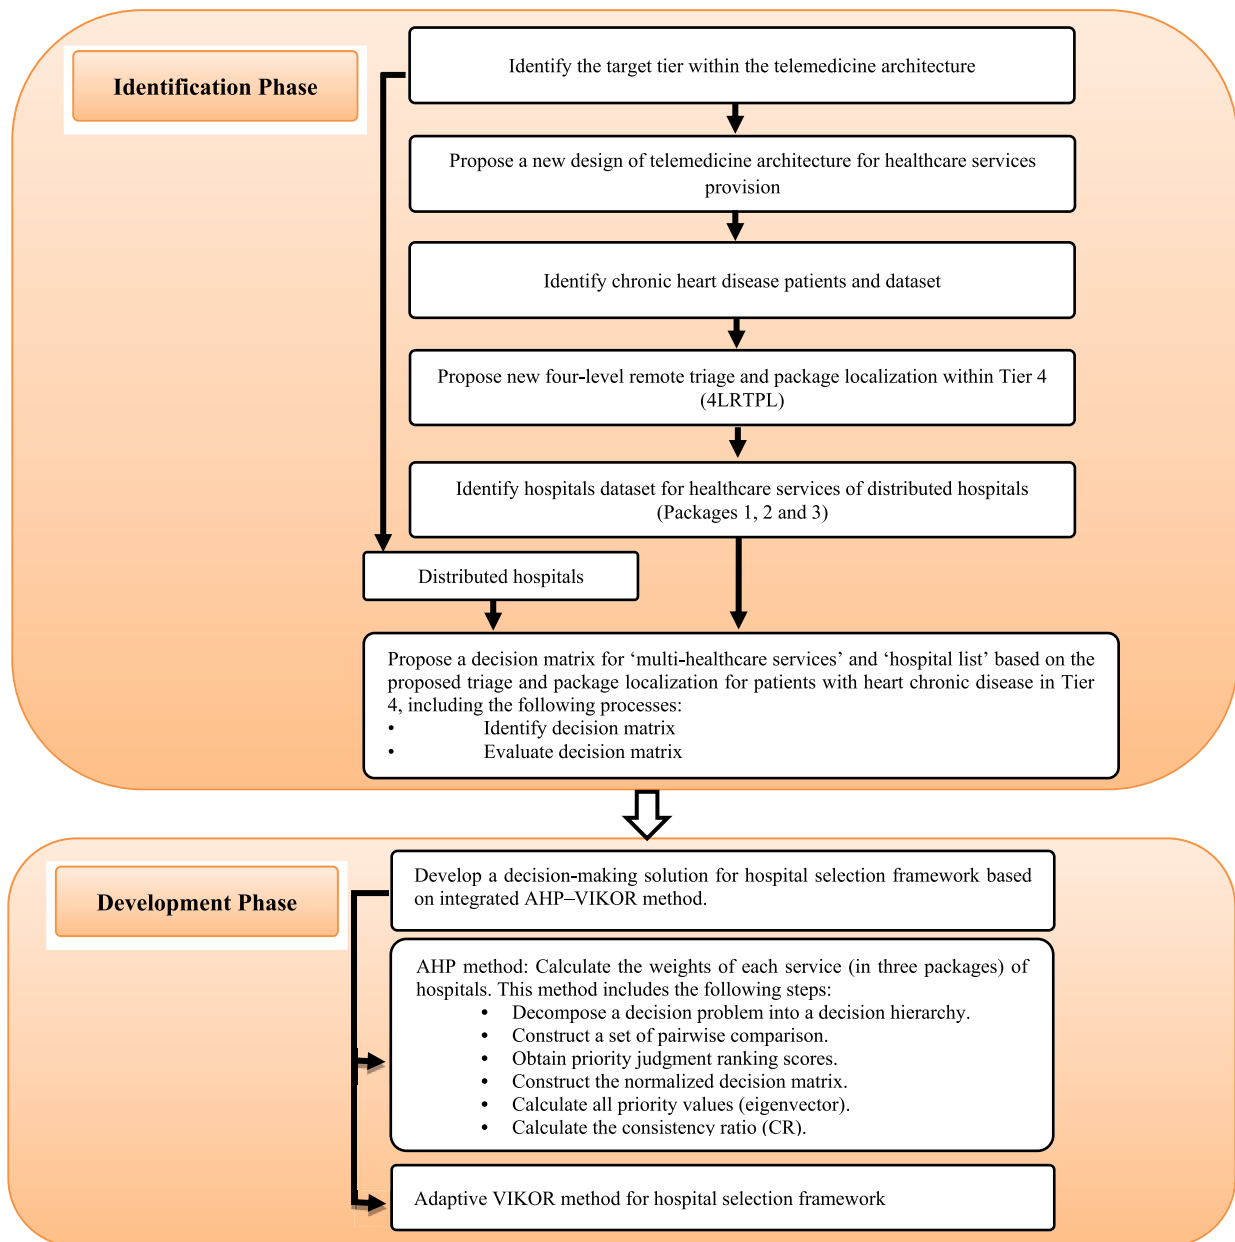 Identification Phase
Identify the target tier within the telemedicine architecture
Propose a new design of telemedicine architecture for healthcare services
provision
Identify chronic heart disease patients and dataset
Propose new four-level remote triage and package localization within Tier 4
(4LRTPL)
Identify hospitals dataset for healthcare services of distributed hospitals
(Packages 1, 2 and 3)
Distributed hospitals
Propose a decision matrix for ‘multi-healthcare services’ and ‘hospital list’ based on the
proposed triage and package localization for patients with heart chronic disease in Tier
4, including the following processes:
• Identify decision matrix
• Evaluate decision matrix
Development Phase
Develop a decision-making solution for hospital selection framework based
on integrated AHP–VIKOR method.
AHP method: Calculate the weights of each service (in three packages) of
hospitals. This method includes the following steps:
• Decompose a decision problem into a decision hierarchy.
• Construct a set of pairwise comparison.
• Obtain priority judgment ranking scores.
• Construct the normalized decision matrix.
• Calculate all priority values (eigenvector).
• Calculate the consistency ratio (CR).
Adaptive VIKOR method for hospital selection framework